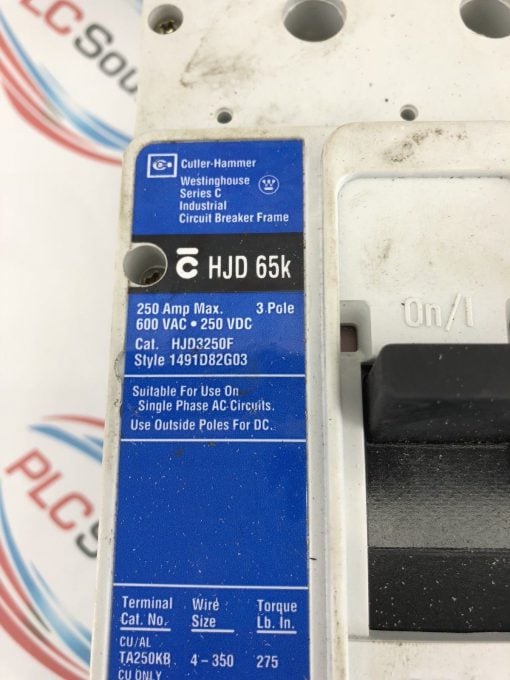 PLCSou
Cutler-Hammer
Westinghouse
Series C
Industrial
Circuit Breaker Frame
C HJD 65k
250 Amp Max. 3 Pole
600 VAC • 250 VDC
Cat. HJD3250F
Style 1491D82G03
On/I
Suitable For Use On
Single Phase AC Circuits.
Use Outside Poles For DC.
PLCSo
Terminal Wire Torque
Cat. No. Size Lb. In.
CU/AL
TA250KB 4-350 275
CU ONLY